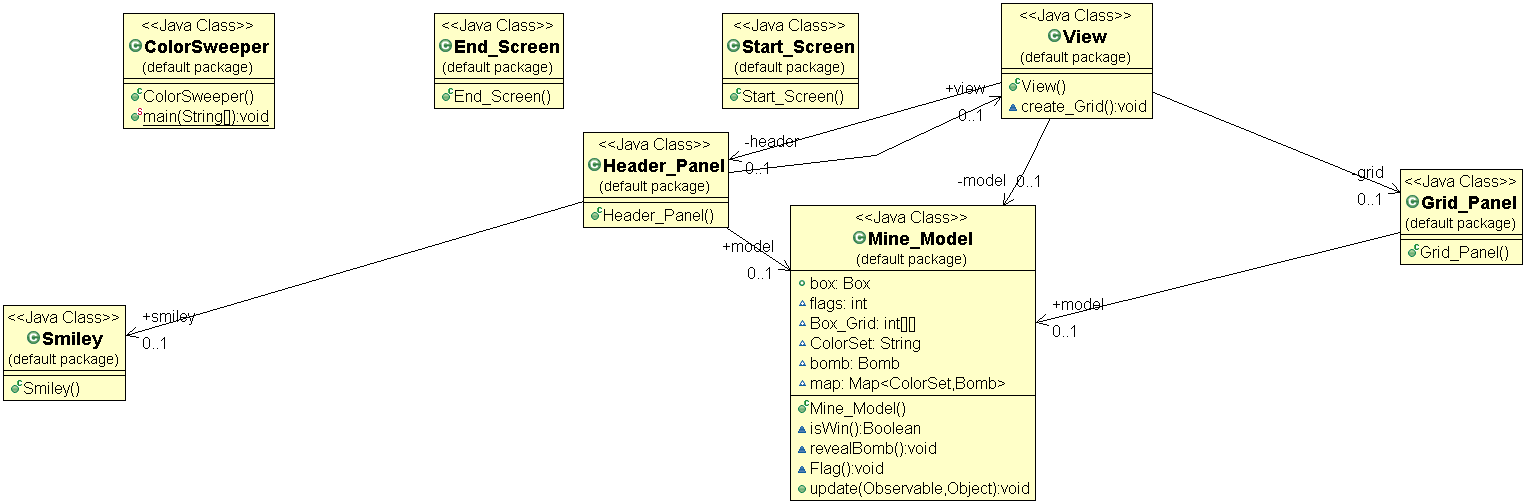 <<Java Class>>
ColorSweeper
(default package)
ColorSweeper()
main(String[]):void
<<Java Class>>
End_Screen
(default package)
End_Screen()
<<Java Class>>
Start_Screen
(default package)
Start_Screen()
<<Java Class>>
View
(default package)
View()
create_Grid():void
+view
0..1
-header
0..1
<<Java Class>>
Header_Panel
(default package)
Header_Panel()
-model 0..1
-grid
0..1
<<Java Class>>
Grid_Panel
(default package)
Grid_Panel()
+model
0..1
<<Java Class>>
Mine_Model
(default package)
box: Box
flags: int
Box_Grid: int[][]
ColorSet: String
bomb: Bomb
map: Map<ColorSet,Bomb>
Mine_Model()
isWin():Boolean
revealBomb():void
Flag():void
update(Observable,Object):void
+model
0..1
+smiley
0..1
<<Java Class>>
Smiley
(default package)
Smiley()